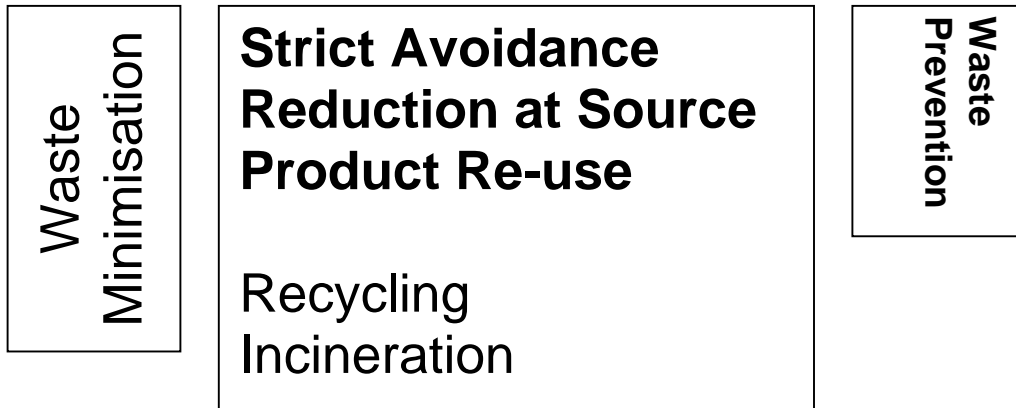 Waste
Minimisation
Strict Avoidance
Reduction at Source
Product Re-use
Recycling
Incineration
Waste
Prevention